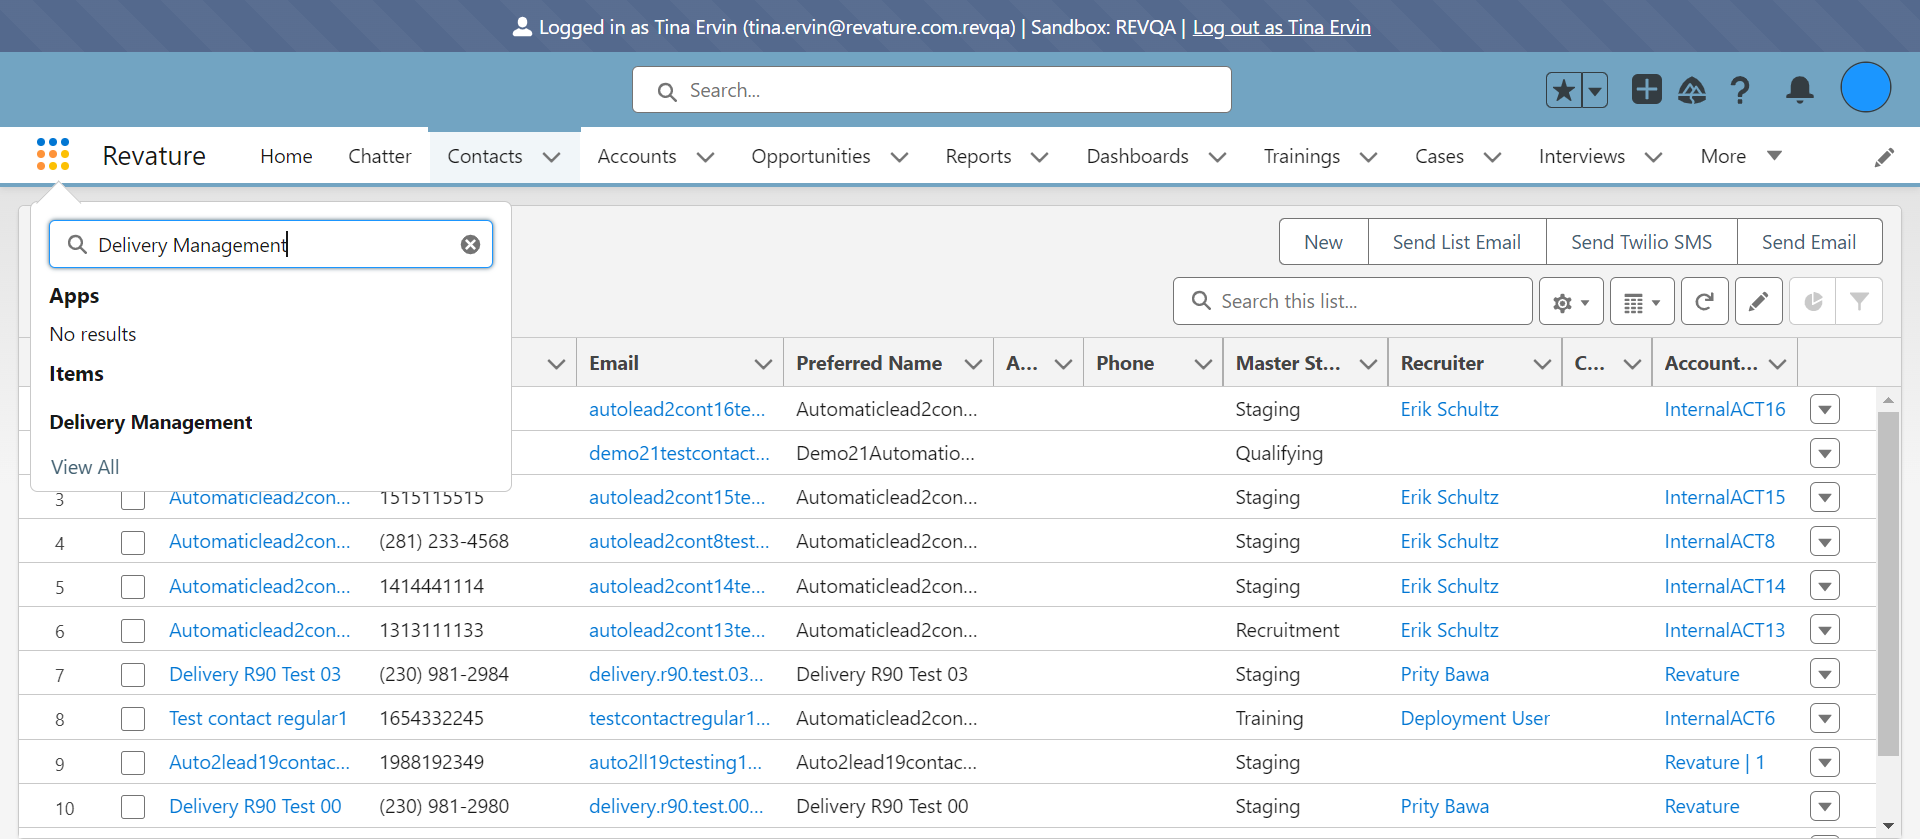 Logged in as Tina Ervin (tina.ervin@revature.com.revqa) | Sandbox: REVQA | Log out as Tina Ervin
Search...
Revature Home Chatter Contacts Accounts Opportunities Reports Dashboards Trainings Cases Interviews More
Delivery Management
Apps
No results
Items
Delivery Management
View All
New Send List Email Send Twilio SMS Send Email
Search this list...
Email Preferred Name A... Phone Master St... Recruiter C... Account...
autolead2cont16te... Automaticlead2con... Staging Erik Schultz InternalACT16
demo21testcontact... Demo21Automatio... Qualifying
3 Automaticlead2con... 1515115515 autolead2cont15te... Automaticlead2con... Staging Erik Schultz InternalACT15
4 Automaticlead2con... (281) 233-4568 autolead2cont8test... Automaticlead2con... Staging Erik Schultz InternalACT8
5 Automaticlead2con... 1414441114 autolead2cont14te... Automaticlead2con... Staging Erik Schultz InternalACT14
6 Automaticlead2con... 1313111133 autolead2cont13te... Automaticlead2con... Recruitment Erik Schultz InternalACT13
7 Delivery R90 Test 03 (230) 981-2984 delivery.r90.test.03... Delivery R90 Test 03 Staging Prity Bawa Revature
8 Test contact regular1 1654332245 testcontactregular1... Automaticlead2con... Training Deployment User InternalACT6
9 Auto2lead19contac... 1988192349 auto2ll19ctesting1... Auto2lead19contac... Staging Revature | 1
10 Delivery R90 Test 00 (230) 981-2980 delivery.r90.test.00... Delivery R90 Test 00 Staging Prity Bawa Revature